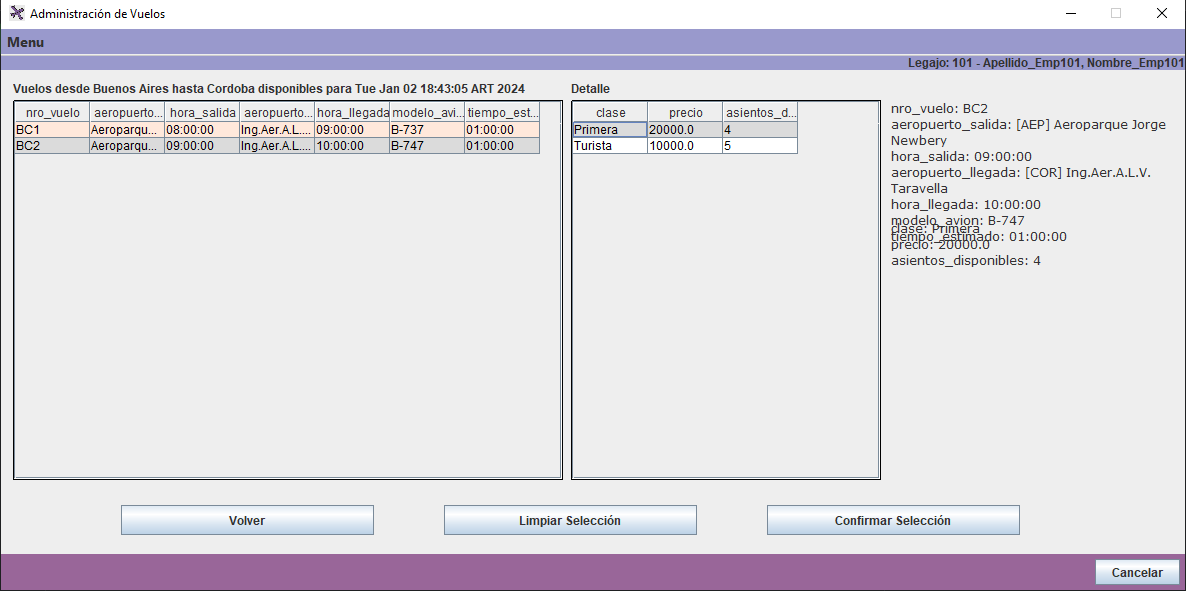 Administración de Vuelos
Menu
Legajo: 101 - Apellido_Emp101, Nombre_Emp101
Vuelos desde Buenos Aires hasta Cordoba disponibles para Tue Jan 02 18:43:05 ART 2024
nro_vuelo aeropuerto... hora_salida aeropuerto... hora_llegada modelo_avi... tiempo_est...
BC1 Aeroparqu... 08:00:00 Ing.Aer.A.L.... 09:00:00 B-737 01:00:00
BC2 Aeroparqu... 09:00:00 Ing.Aer.A.L.... 10:00:00 B-747 01:00:00
Detalle
clase precio asientos_d...
Primera 20000.0 4
Turista 10000.0 5
nro_vuelo: BC2
aeropuerto_salida: [AEP] Aeroparque Jorge
Newbery
hora_salida: 09:00:00
aeropuerto_llegada: [COR] Ing.Aer.A.L.V.
Taravella
hora_llegada: 10:00:00
modelo_avion: B-747
clase: Primera
tiempo_estimado: 01:00:00
precio: 20000.0
asientos_disponibles: 4
Volver
Limpiar Selección
Confirmar Selección
Cancelar